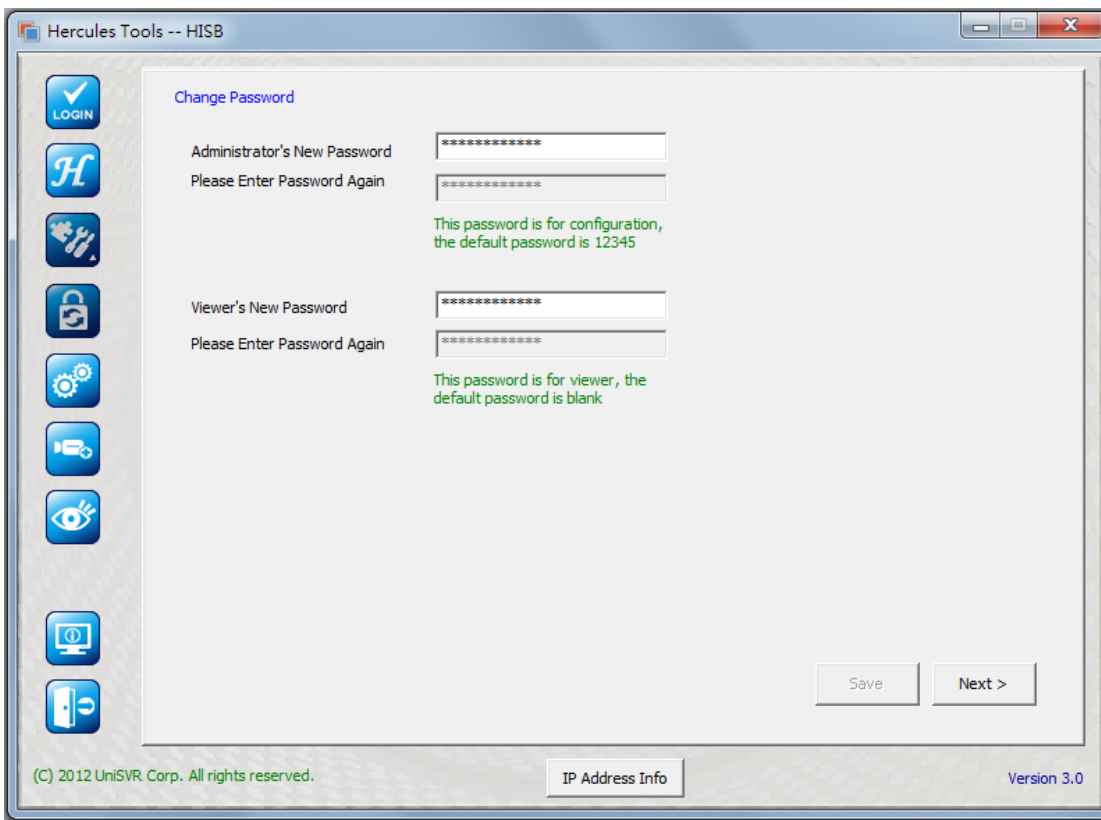 Hercules Tools -- HISB
LOGIN
H
Change Password
Administrator's New Password
************
Please Enter Password Again
************
This password is for configuration,
the default password is 12345
Viewer's New Password
************
Please Enter Password Again
************
This password is for viewer, the
default password is blank
Save
Next >
(C) 2012 UniSVR Corp. All rights reserved.
IP Address Info
Version 3.0